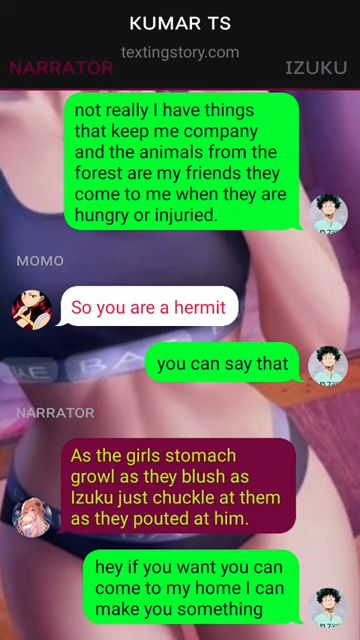 KUMAR TS
textingstory.com
NARRATOR
IZUKU
not really I have things
that keep me company
and the animals from the
forest are my friends they
come to me when they are
hungry or injuried.
MOMO
So you are a hermit
you can say that
NARRATOR
As the girls stomach
growl as they blush as
Izuku just chuckle at them
as they pouted at him.
hey if you want you can
come to my home I can
make you something